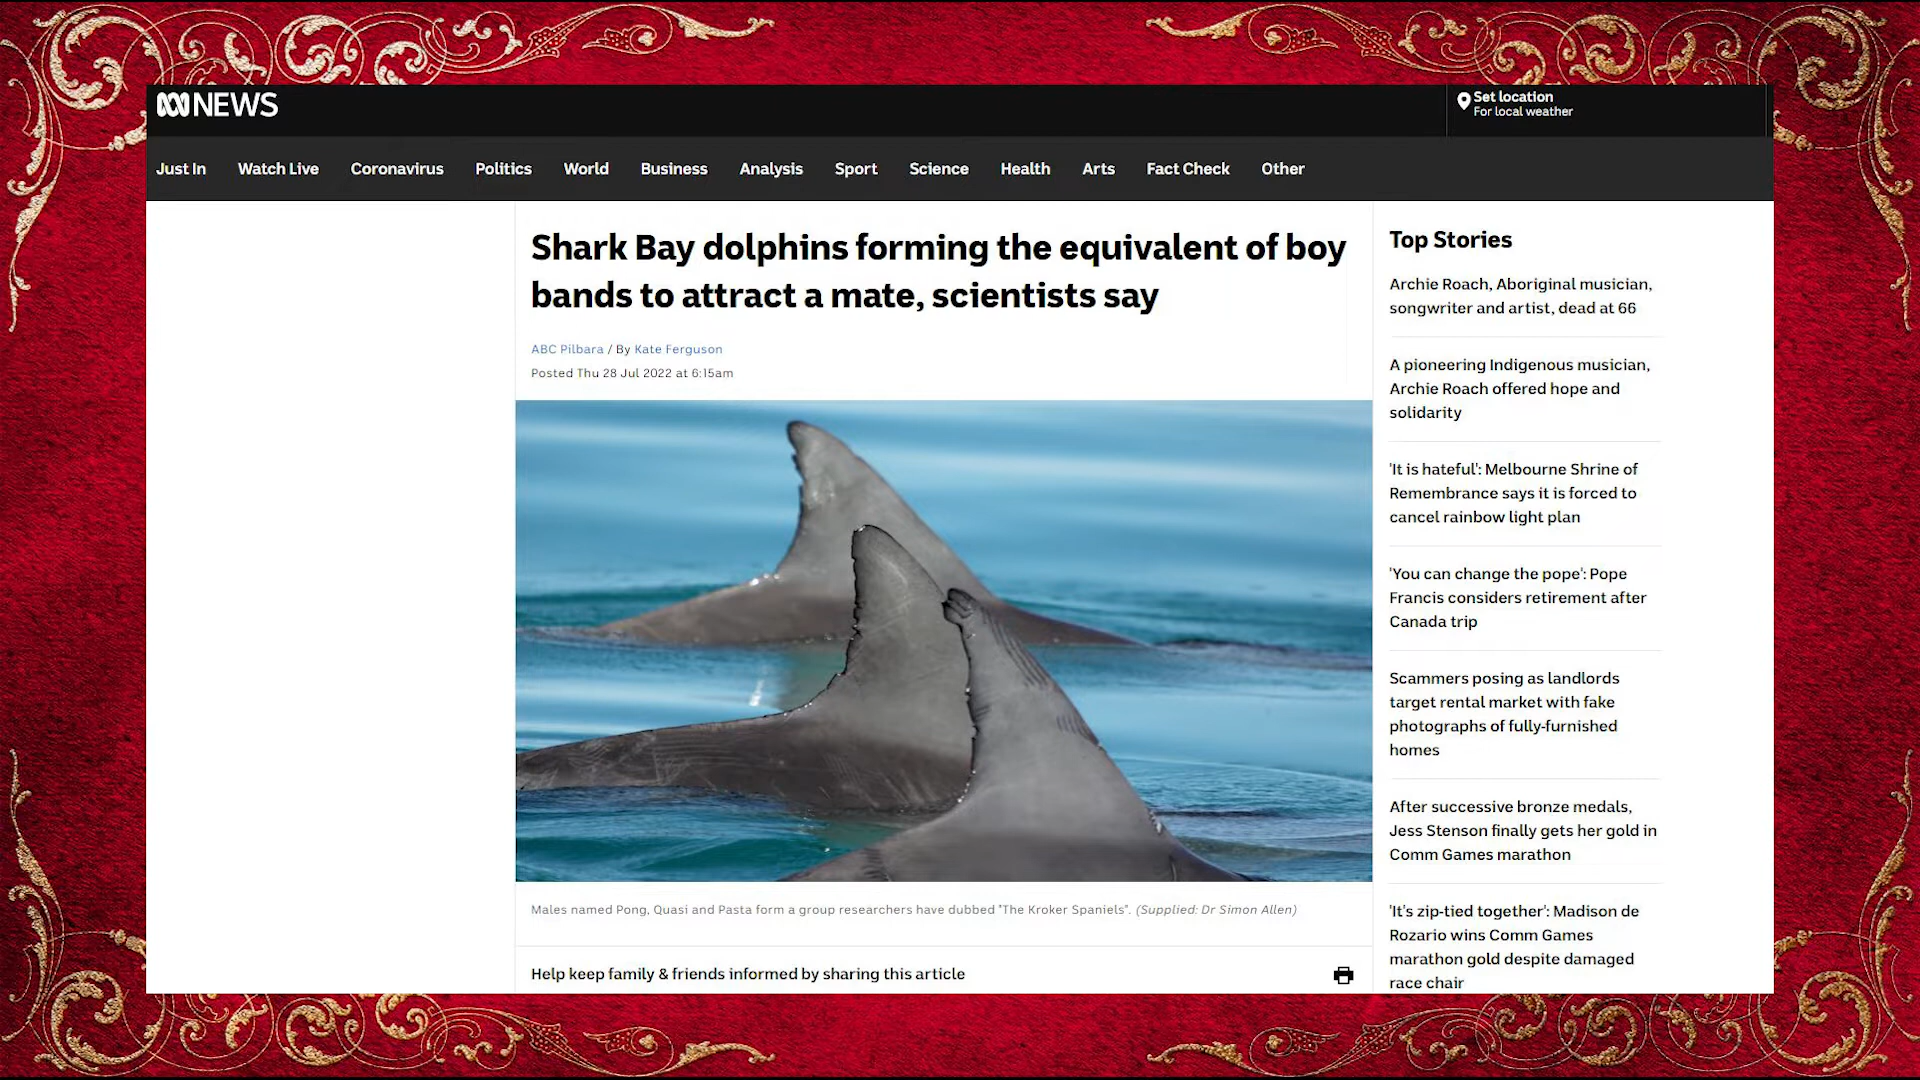 NEWS
Set location
For local weather
Just In Watch Live Coronavirus Politics World Business Analysis Sport Science Health Arts Fact Check Other
Shark Bay dolphins forming the equivalent of boy
bands to attract a mate, scientists say
ABC Pilbara / By Kate Ferguson
Posted Thu 28 Jul 2022 at 6:15am
Males named Pong, Quasi and Pasta form a group researchers have dubbed "The Kroker Spaniels". (Supplied: Dr Simon Allen)
Help keep family & friends informed by sharing this article
Top Stories
Archie Roach, Aboriginal musician,
songwriter and artist, dead at 66
A pioneering Indigenous musician,
Archie Roach offered hope and
solidarity
'It is hateful': Melbourne Shrine of
Remembrance says it is forced to
cancel rainbow light plan
'You can change the pope': Pope
Francis considers retirement after
Canada trip
Scammers posing as landlords
target rental market with fake
photographs of fully-furnished
homes
After successive bronze medals,
Jess Stenson finally gets her gold in
Comm Games marathon
'It's zip-tied together': Madison de
Rozario wins Comm Games
marathon gold despite damaged
race chair